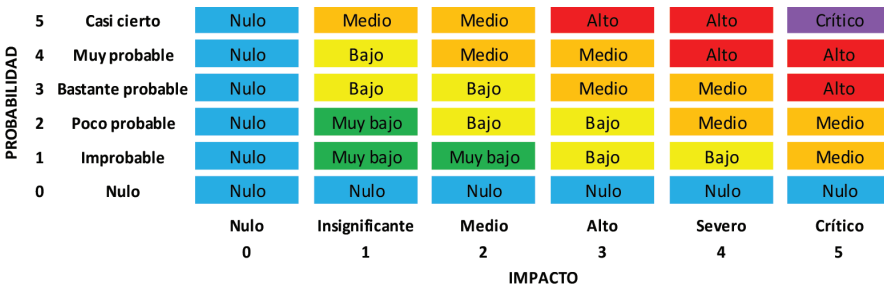 PROBABILIDAD
5 Casi cierto Nulo Medio Medio Alto Alto Crítico
4 Muy probable Nulo Bajo Medio Medio Alto Alto
3 Bastante probable Nulo Bajo Bajo Medio Medio Alto
2 Poco probable Nulo Muy bajo Bajo Bajo Medio Medio
1 Improbable Nulo Muy bajo Muy bajo Bajo Bajo Medio
0 Nulo Nulo Nulo Nulo Nulo Nulo Nulo
Nulo Insignificante Medio Alto Severo Crítico
0 1 2 3 4 5
IMPACTO